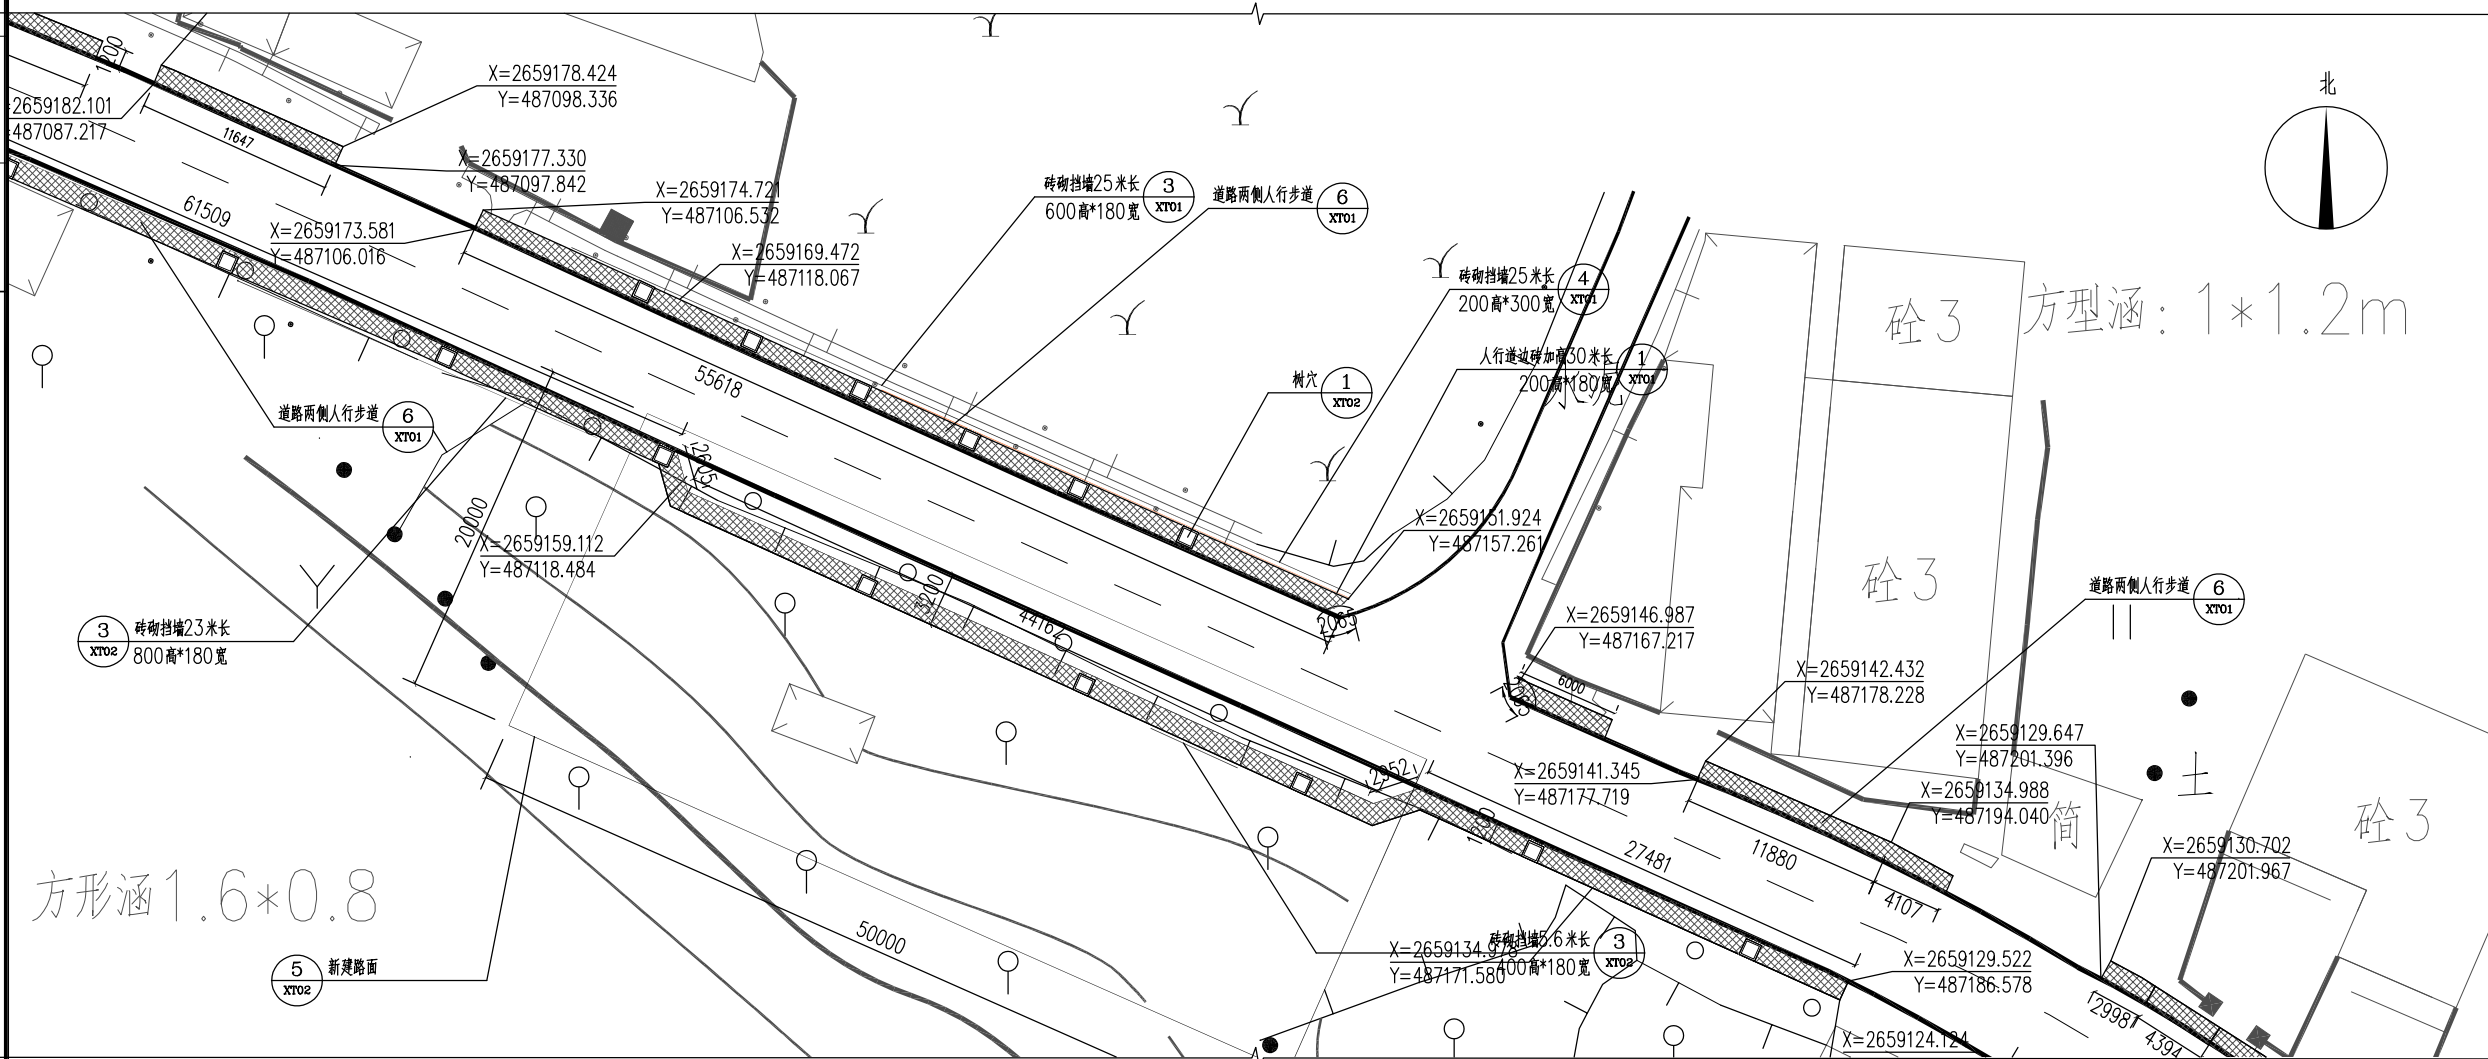 1200
X=2659178.424
Y=487098.336
北
=2659182.101
=487087.217
11647
X=2659177.330
Y=487097.842
X=2659174.721
Y=487106.532
砖砌挡墙25米长
600高*180宽
3
XT01
道路两侧人行步道
6
XT01
61509
X=2659173.581
Y=487106.016
X=2659169.472
Y=487118.067
砖砌挡墙25米长
200高*300宽
4
XT01
砼3
方型涵：1*1.2m
人行道边砖加高30米长
200高*180宽
1
XT01
55618
树穴
1
XT02
道路两侧人行步道
6
XT01
2605
20000
X=2659151.924
Y=487157.261
X=2659159.112
Y=487118.484
砼3
道路两侧人行步道
6
XT01
3200
44162
2065
X=2659146.987
Y=487167.217
3
XT02
砖砌挡墙23米长
800高*180宽
6000
X=2659142.432
Y=487178.228
X=2659129.647
Y=487201.396
2952
X=2659141.345
Y=487177.719
土
X=2659134.988
Y=487194.040
简
砼3
1200
27481
11880
X=2659130.702
Y=487201.967
方形涵1.6*0.8
4107
50000
砖砌挡墙5.6米长
400高*180宽
3
XT02
X=2659134.978
Y=487171.580
X=2659129.522
Y=487186.578
5
XT02
新建路面
2998
4394
X=2659124.124